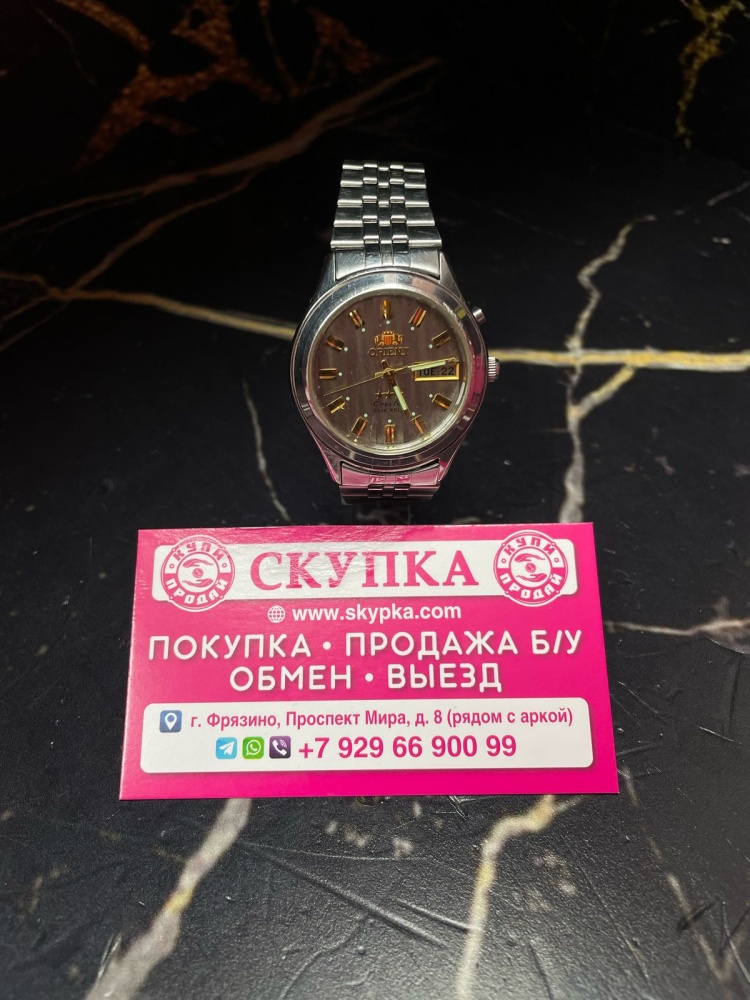 ORIENT
TUE 22
КУПИ
ПРОДАЙ
СКУПКА
КУПИ
ПРОДАЙ
www.skypka.com
ПОКУПКА • ПРОДАЖА Б/У
ОБМЕН • ВЫЕЗД
г. Фрязино, Проспект Мира, д. 8 (рядом с аркой)
+7 929 66 900 99